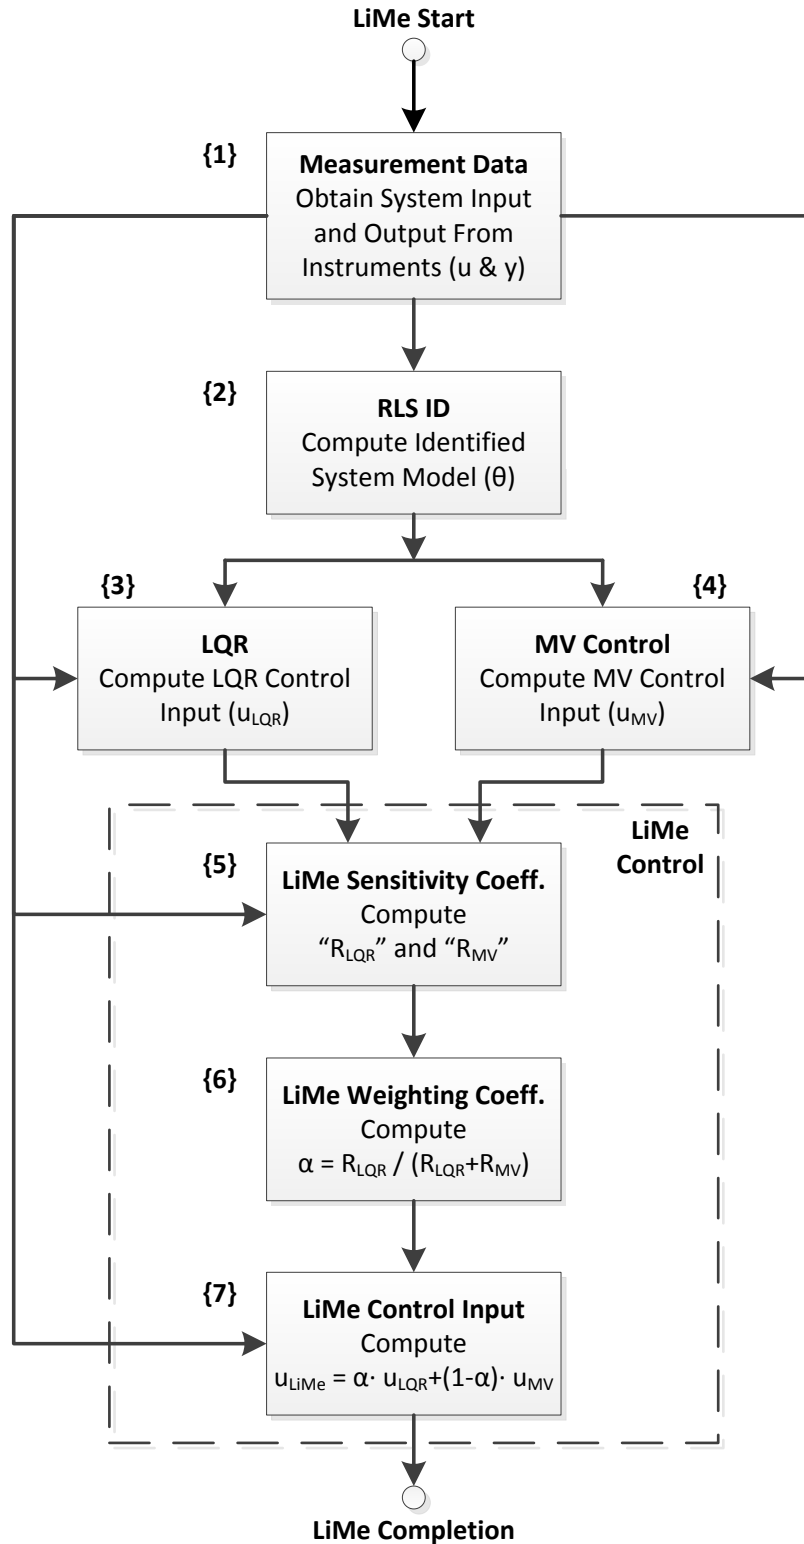 LiMe Start
{1}
Measurement Data
Obtain System Input
and Output From
Instruments (u & y)
{2}
RLS ID
Compute Identified
System Model (θ)
{3}
{4}
LQR
Compute LQR Control
Input (uLQR)
MV Control
Compute MV Control
Input (uMV)
LiMe
Control
{5}
LiMe Sensitivity Coeff.
Compute
“RLQR” and “RMV”
{6}
LiMe Weighting Coeff.
Compute
α = RLQR / (RLQR+RMV)
{7}
LiMe Control Input
Compute
uLiMe = α· uLQR+(1-α)· uMV
LiMe Completion